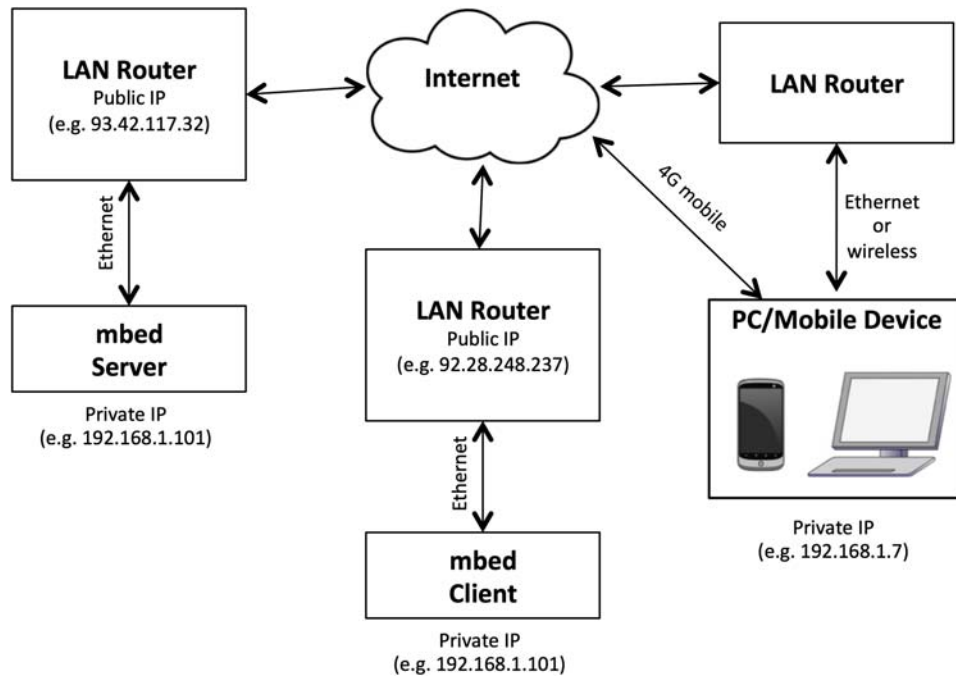 LAN Router
Public IP
(e.g. 93.42.117.32)
Internet
LAN Router
Ethernet
4G mobile
Ethernet
or
wireless
mbed
Server
Private IP
(e.g. 192.168.1.101)
LAN Router
Public IP
(e.g. 92.28.248.237)
PC/Mobile Device
Private IP
(e.g. 192.168.1.7)
Ethernet
mbed
Client
Private IP
(e.g. 192.168.1.101)